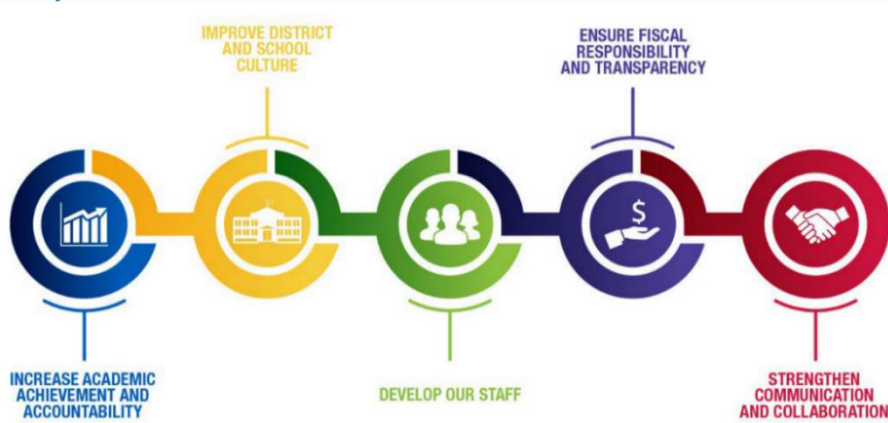 IMPROVE DISTRICT
AND SCHOOL
CULTURE
ENSURE FISCAL
RESPONSIBILITY
AND TRANSPARENCY
$
INCREASE ACADEMIC
ACHIEVEMENT AND
ACCOUNTABILITY
DEVELOP OUR STAFF
STRENGTHEN
COMMUNICATION
AND COLLABORATION